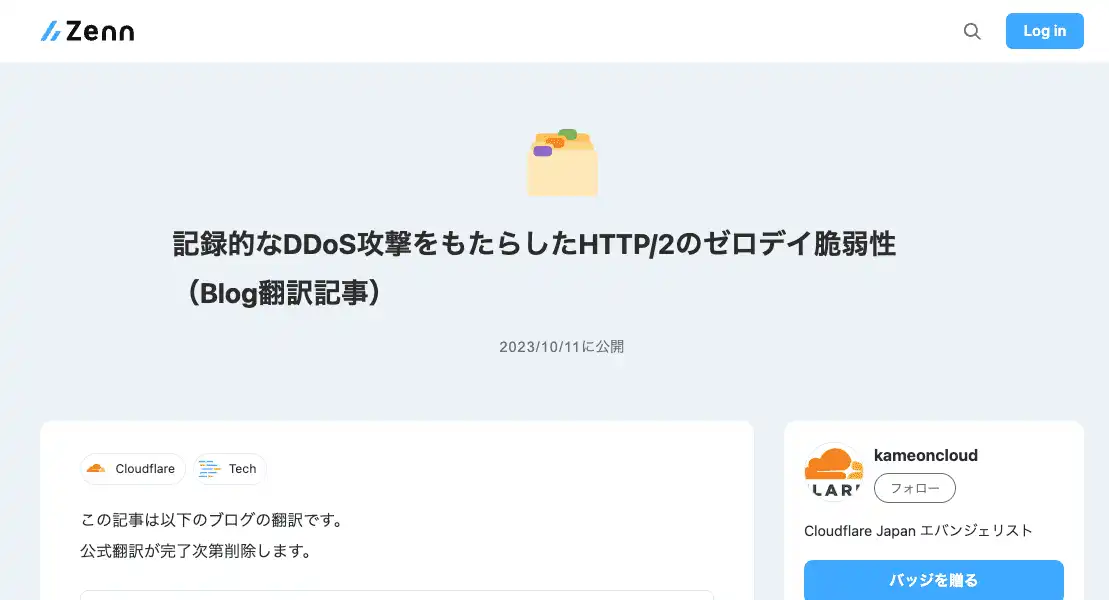 Zenn
Log in
記録的なDDoS攻撃をもたらしたHTTP/2のゼロデイ脆弱性
（Blog翻訳記事）
2023/10/11に公開
Cloudflare
Tech
この記事は以下のブログの翻訳です。
公式翻訳が完了次第削除します。
LAR
kameoncloud
フォロー
Cloudflare Japan エバンジェリスト
バッジを贈る